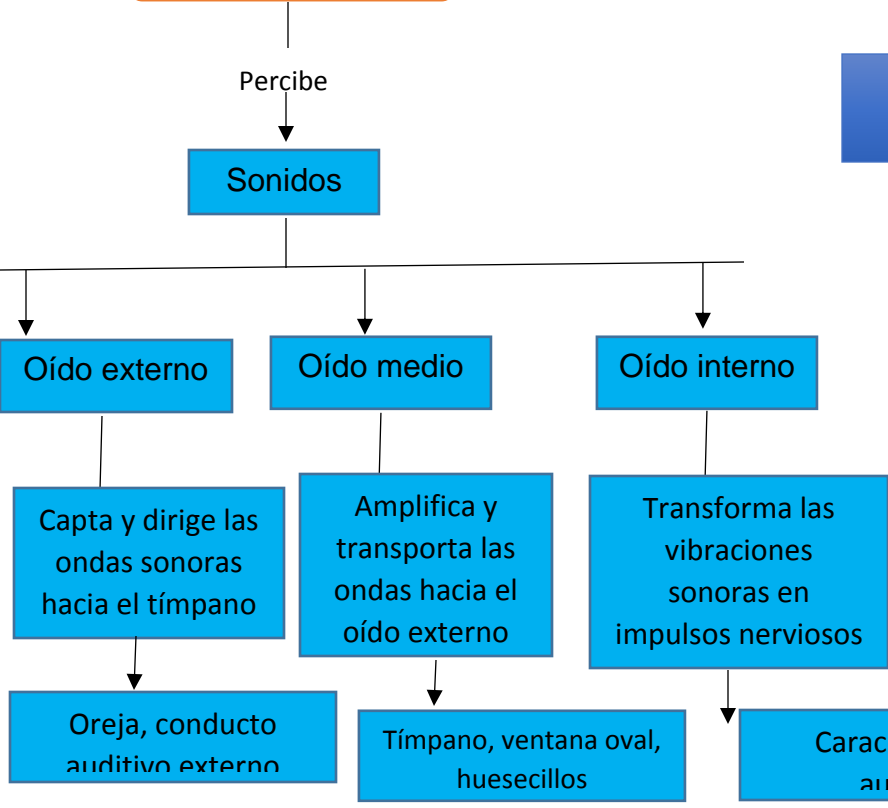 Percibe
Sonidos
Oído externo
Oído medio
Oído interno
Capta y dirige las
ondas sonoras
hacia el tímpano
Amplifica y
transporta las
ondas hacia el
oído externo
Transforma las
vibraciones
sonoras en
impulsos nerviosos
Oreja, conducto
auditivo externo
Tímpano, ventana oval,
huesecillos